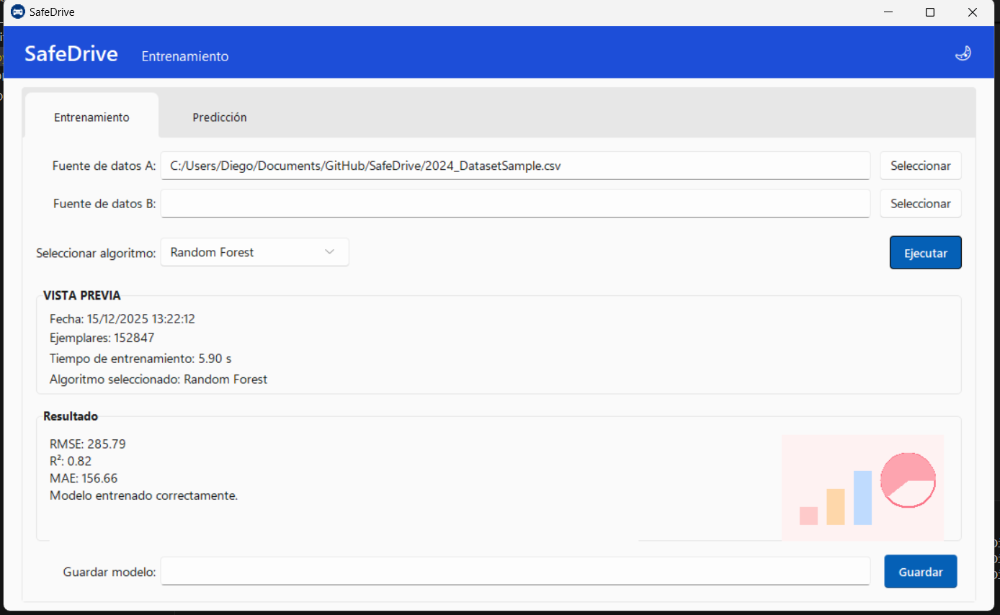 SafeDrive
SafeDrive Entrenamiento
Entrenamiento Predicción
Fuente de datos A: C:/Users/Diego/Documents/GitHub/SafeDrive/2024_DatasetSample.csv Seleccionar
Fuente de datos B: Seleccionar
Seleccionar algoritmo: Random Forest Ejecutar
VISTA PREVIA
Fecha: 15/12/2025 13:22:12
Ejemplares: 152847
Tiempo de entrenamiento: 5.90 s
Algoritmo seleccionado: Random Forest
Resultado
RMSE: 285.79
R²: 0.82
MAE: 156.66
Modelo entrenado correctamente.
Guardar modelo: Guardar